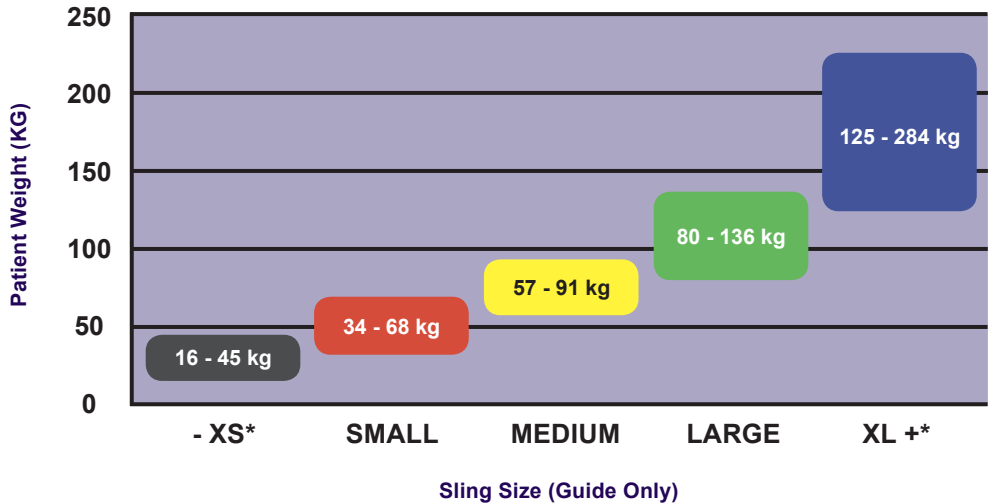 250
200
150
100
50
0
Patient Weight (KG)
125 - 284 kg
80 - 136 kg
57 - 91 kg
34 - 68 kg
16 - 45 kg
- XS*
SMALL
MEDIUM
LARGE
XL +*
Sling Size (Guide Only)